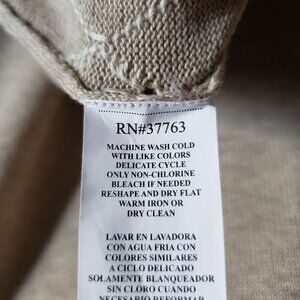 RN#37763
MACHINE WASH COLD
WITH LIKE COLORS
DELICATE CYCLE
ONLY NON-CHLORINE
BLEACH IF NEEDED
RESHAPE AND DRY FLAT
WARM IRON OR
DRY CLEAN
LAVAR EN LAVADORA
CON AGUA FRIA CON
COLORES SIMILARES
A CICLO DELICADO
SOLAMENTE BLANQUEADOR
SIN CLORO CUANDO
NECESARIO REFORMAR